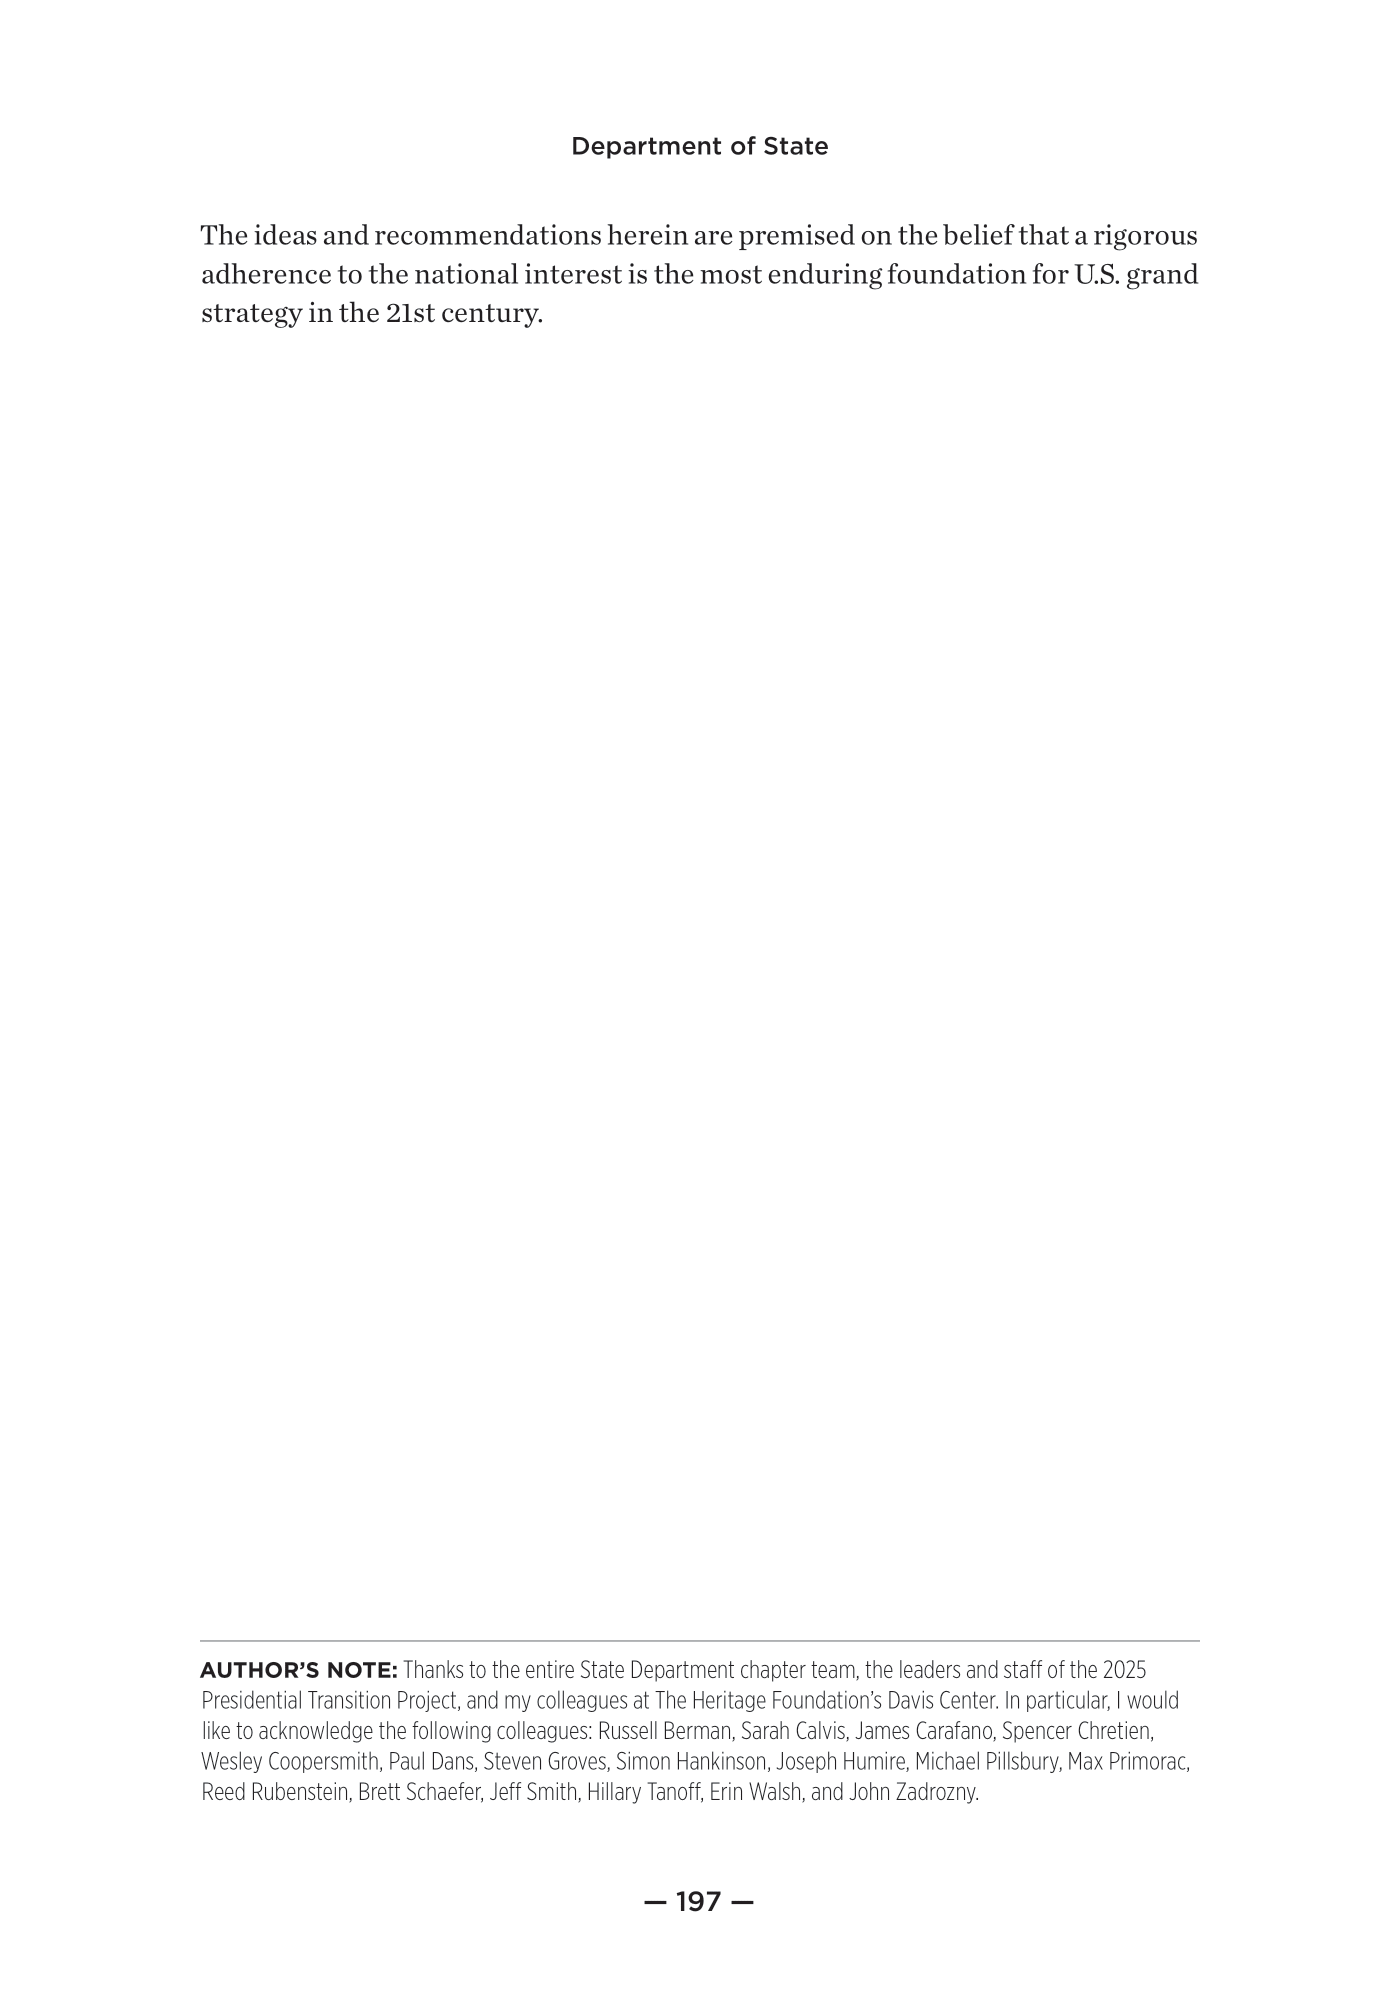 Department of State
The ideas and recommendations herein are premised on the belief that a rigorous
adherence to the national interest is the most enduring foundation for U.S. grand
strategy in the 21st century.
AUTHOR’S NOTE: Thanks to the entire State Department chapter team, the leaders and staff of the 2025
Presidential Transition Project, and my colleagues at The Heritage Foundation’s Davis Center. In particular, I would
like to acknowledge the following colleagues: Russell Berman, Sarah Calvis, James Carafano, Spencer Chretien,
Wesley Coopersmith, Paul Dans, Steven Groves, Simon Hankinson, Joseph Humire, Michael Pillsbury, Max Primorac,
Reed Rubenstein, Brett Schaefer, Jeff Smith, Hillary Tanoff, Erin Walsh, and John Zadrozny.
— 197 —